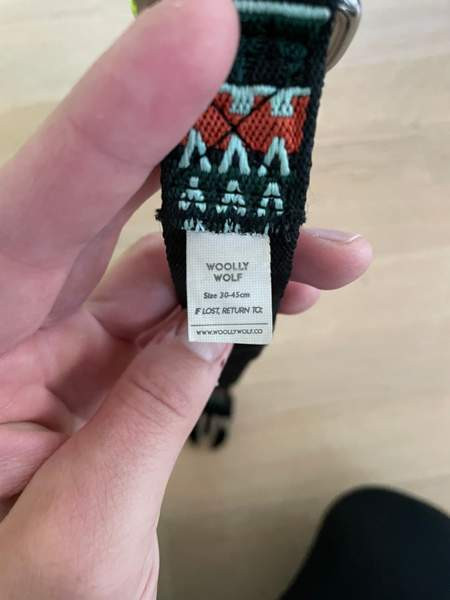 WOOLLY
WOLF
Size 30-45cm
IF LOST, RETURN TO:
WWW.WOOLLYWOLF.CO